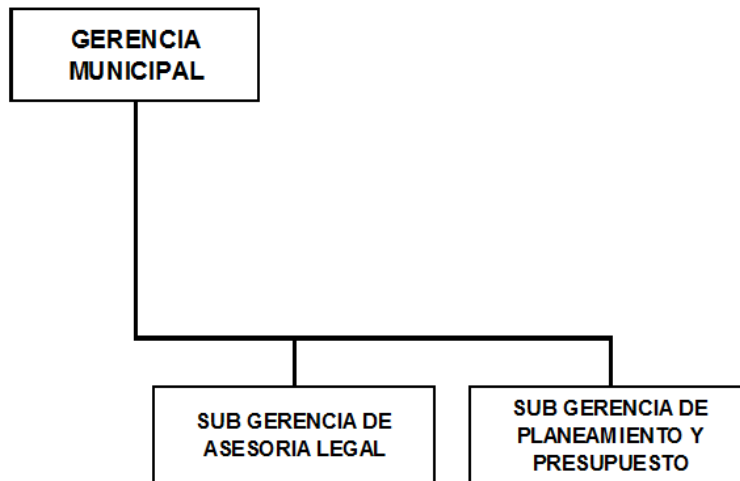 GERENCIA
MUNICIPAL
SUB GERENCIA DE
ASESORIA LEGAL
SUB GERENCIA DE
PLANEAMIENTO Y
PRESUPUESTO